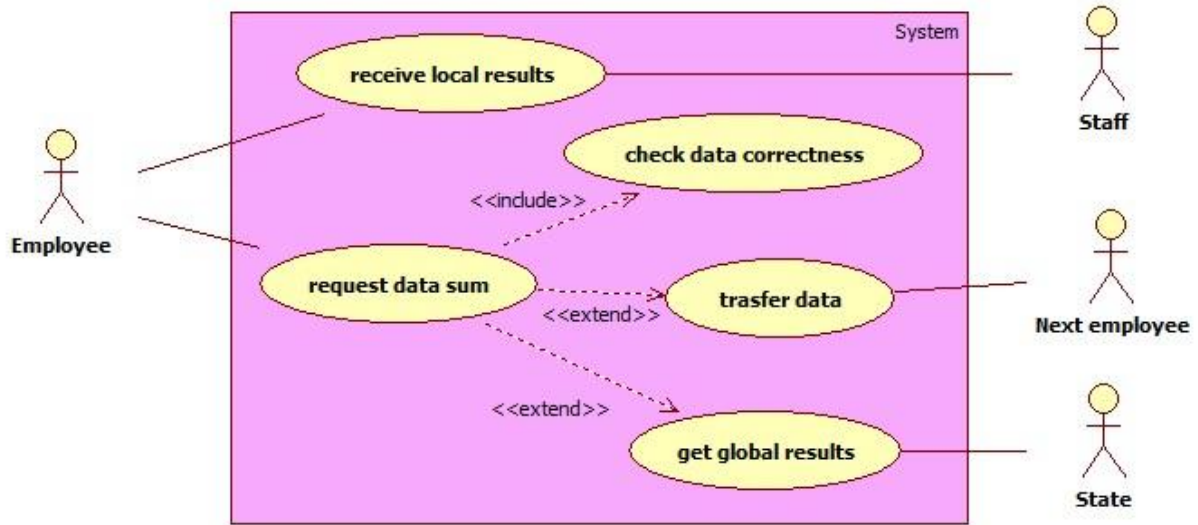 System
receive local results
Staff
check data correctness
<<include>>
Employee
request data sum
trasfer data
<<extend>>
Next employee
<<extend>>
get global results
State